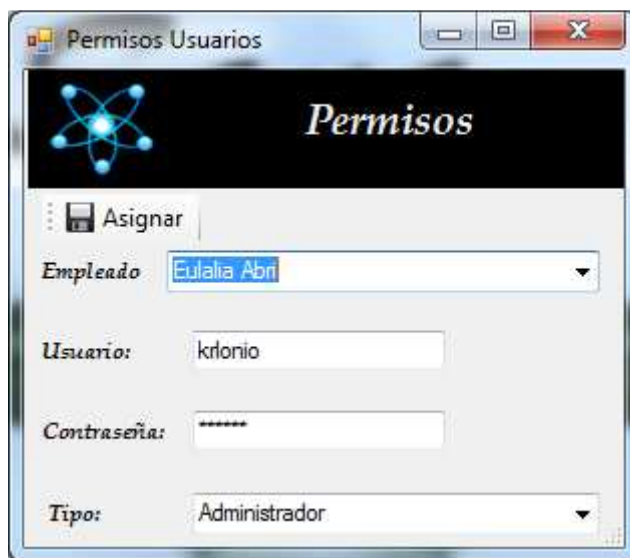 Permisos Usuarios
Permisos
Asignar
Empleado Eulalia Abri
Usuario: krlonio
Contraseña: ******
Tipo: Administrador